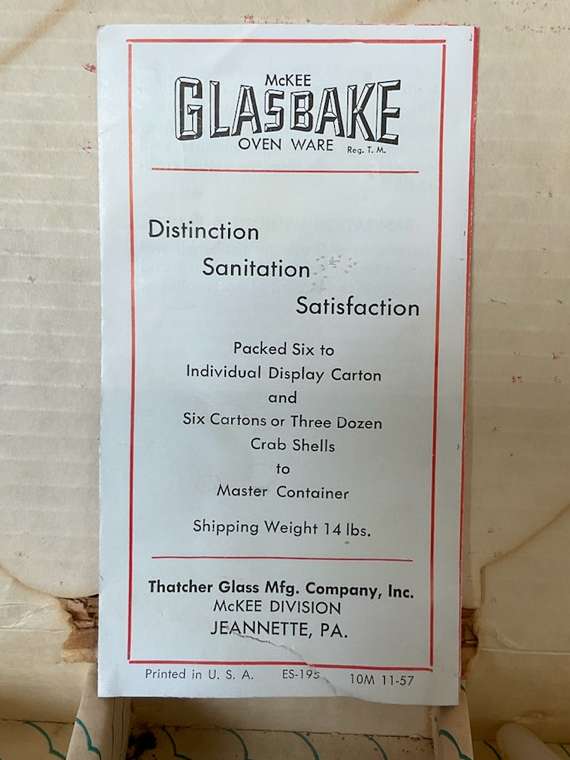 McKEE
GLASBAKE
OVEN WARE Reg. T. M.
Distinction
Sanitation
Satisfaction
Packed Six to
Individual Display Carton
and
Six Cartons or Three Dozen
Crab Shells
to
Master Container
Shipping Weight 14 lbs.
Thatcher Glass Mfg. Company, Inc.
McKEE DIVISION
JEANNETTE, PA.
Printed in U. S. A. ES-195 10M 11-57